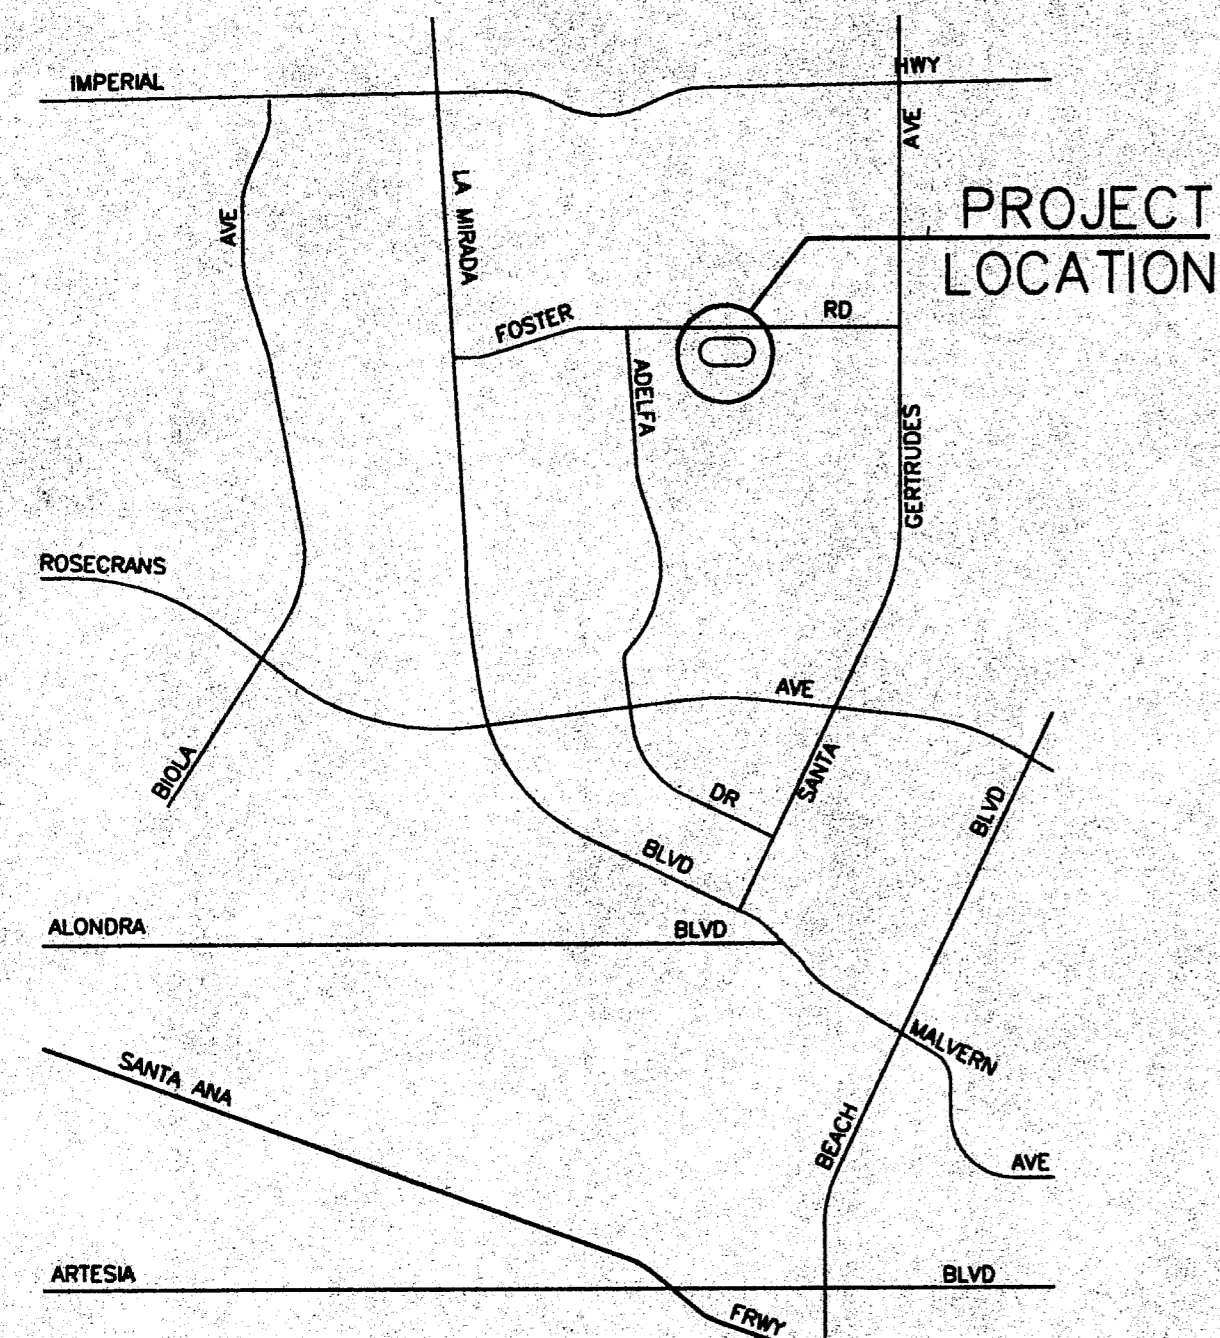 IMPERIAL
HWY
AVE
AVE
LA MIRADA
PROJECT
LOCATION
FOSTER
RD
ADELFA
GERTRUDES
ROSECRANS
AVE
BIOLA
SANTA
DR
BLVD
BLVD
ALONDRA
BLVD
MALVERN
SANTA ANA
BEACH
AVE
ARTESIA
BLVD
FRWY